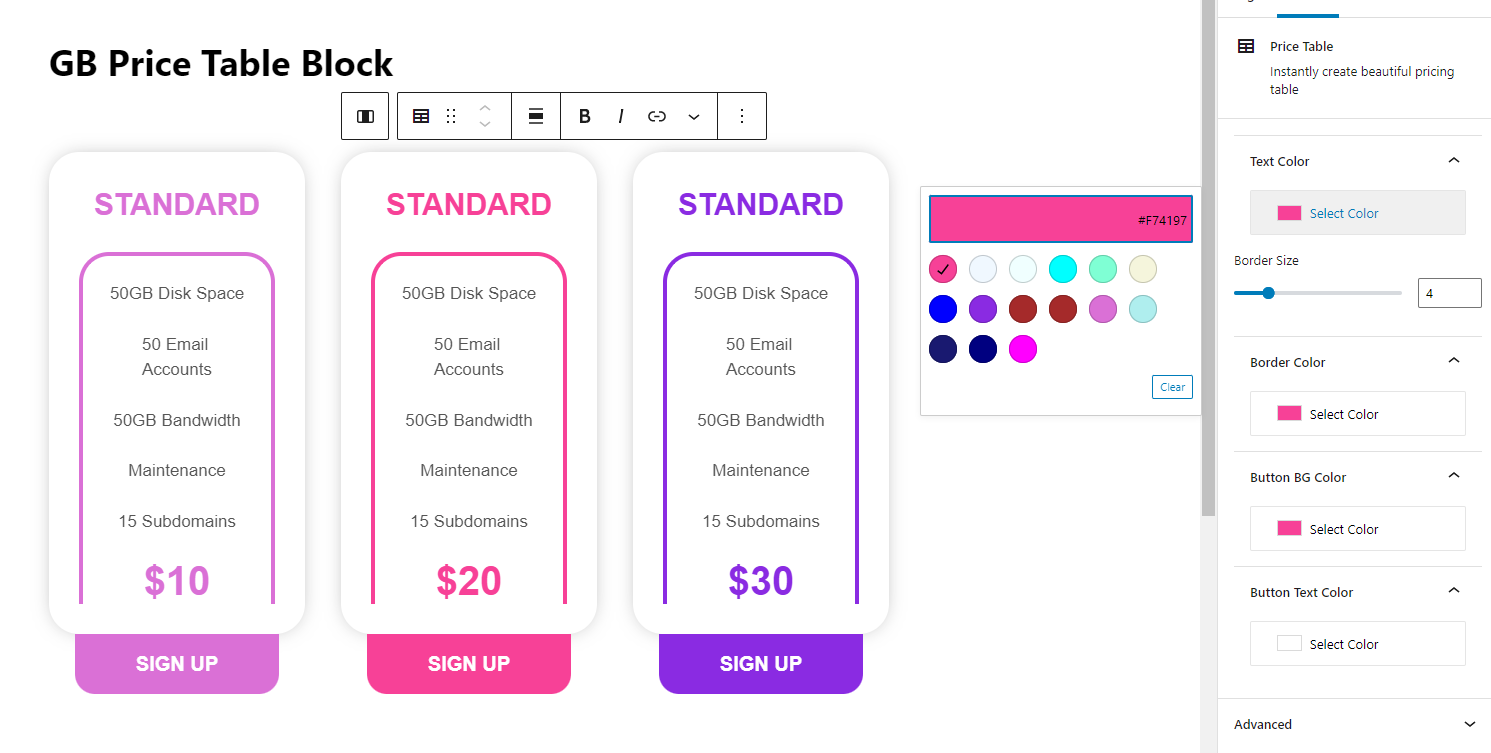 GB Price Table Block
B I
STANDARD
50GB Disk Space
50 Email
Accounts
50GB Bandwidth
Maintenance
15 Subdomains
$10
SIGN UP
STANDARD
50GB Disk Space
50 Email
Accounts
50GB Bandwidth
Maintenance
15 Subdomains
$20
SIGN UP
STANDARD
50GB Disk Space
50 Email
Accounts
50GB Bandwidth
Maintenance
15 Subdomains
$30
SIGN UP
#F74197
Clear
Price Table
Instantly create beautiful pricing
table
Text Color
Select Color
Border Size
4
Border Color
Select Color
Button BG Color
Select Color
Button Text Color
Select Color
Advanced